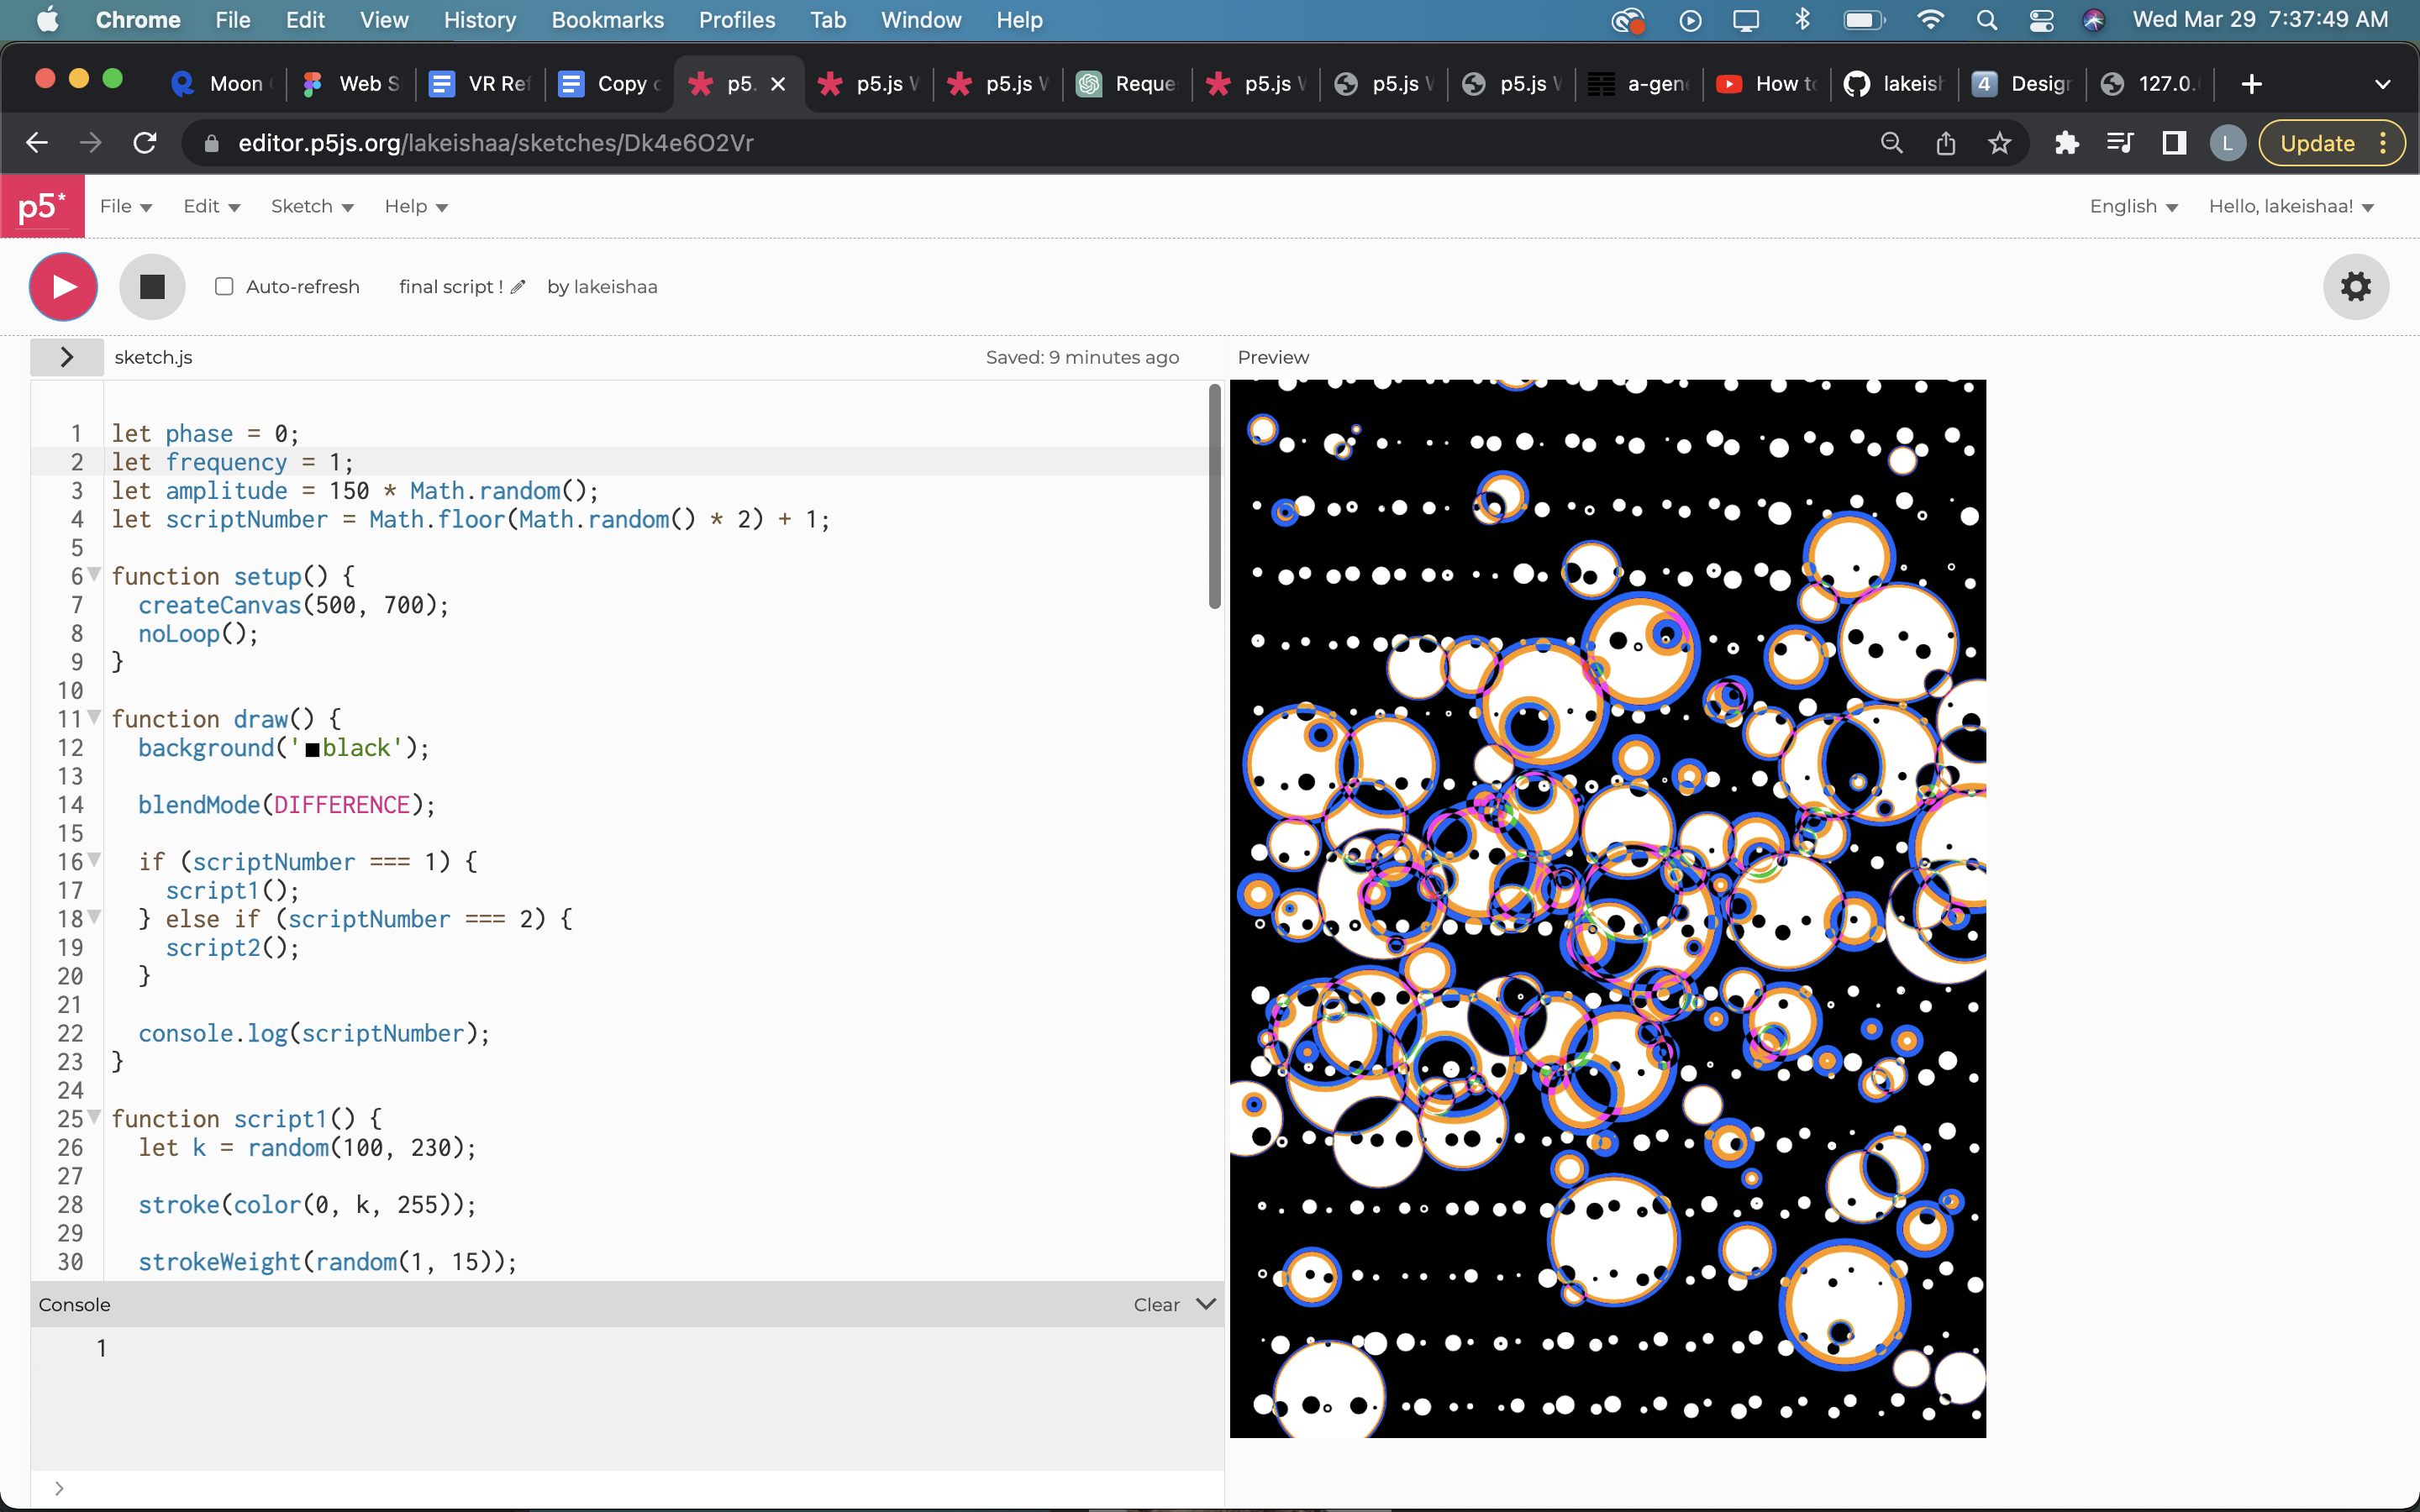 Chrome File Edit View History Bookmarks Profiles Tab Window Help Wed Mar 29 7:37:49 AM
Moon Web S VR Ref Copy p5. p5.js p5.js Reque p5.js p5.js p5.js a-gen How to lakeish 4 Design 127.0.
editor.p5js.org/lakeishaa/sketches/Dk4e6O2Vr L Update
p5* File Edit Sketch Help English Hello, lakeishaa!
Auto-refresh final script ! by lakeishaa
sketch.js Saved: 9 minutes ago Preview
1 let phase = 0;
2 let frequency = 1;
3 let amplitude = 150 * Math.random();
4 let scriptNumber = Math.floor(Math.random() * 2) + 1;
5
6 function setup() {
7 createCanvas(500, 700);
8 noLoop();
9 }
10
11 function draw() {
12 background('black');
13
14 blendMode(DIFFERENCE);
15
16 if (scriptNumber === 1) {
17 script1();
18 } else if (scriptNumber === 2) {
19 script2();
20 }
21
22 console.log(scriptNumber);
23 }
24
25 function script1() {
26 let k = random(100, 230);
27
28 stroke(color(0, k, 255));
29
30 strokeWeight(random(1, 15));
Console Clear
1